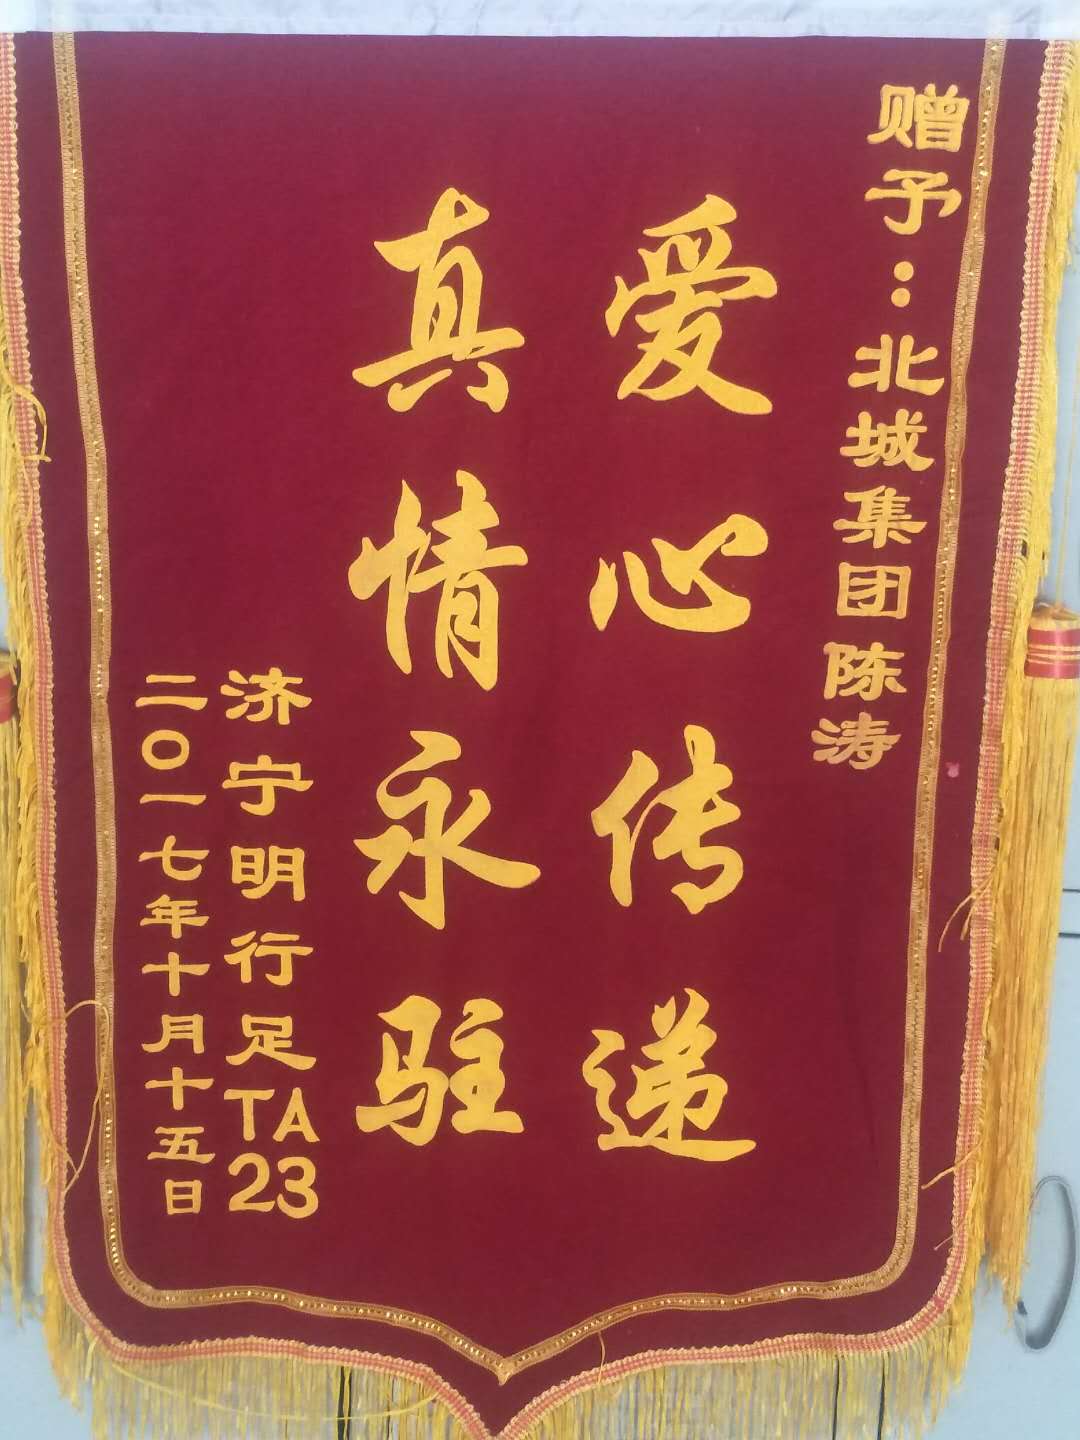 赠予：北城集团陈涛
爱心传递
真情永驻
济宁明行足TA23
二〇一七年十月十五日